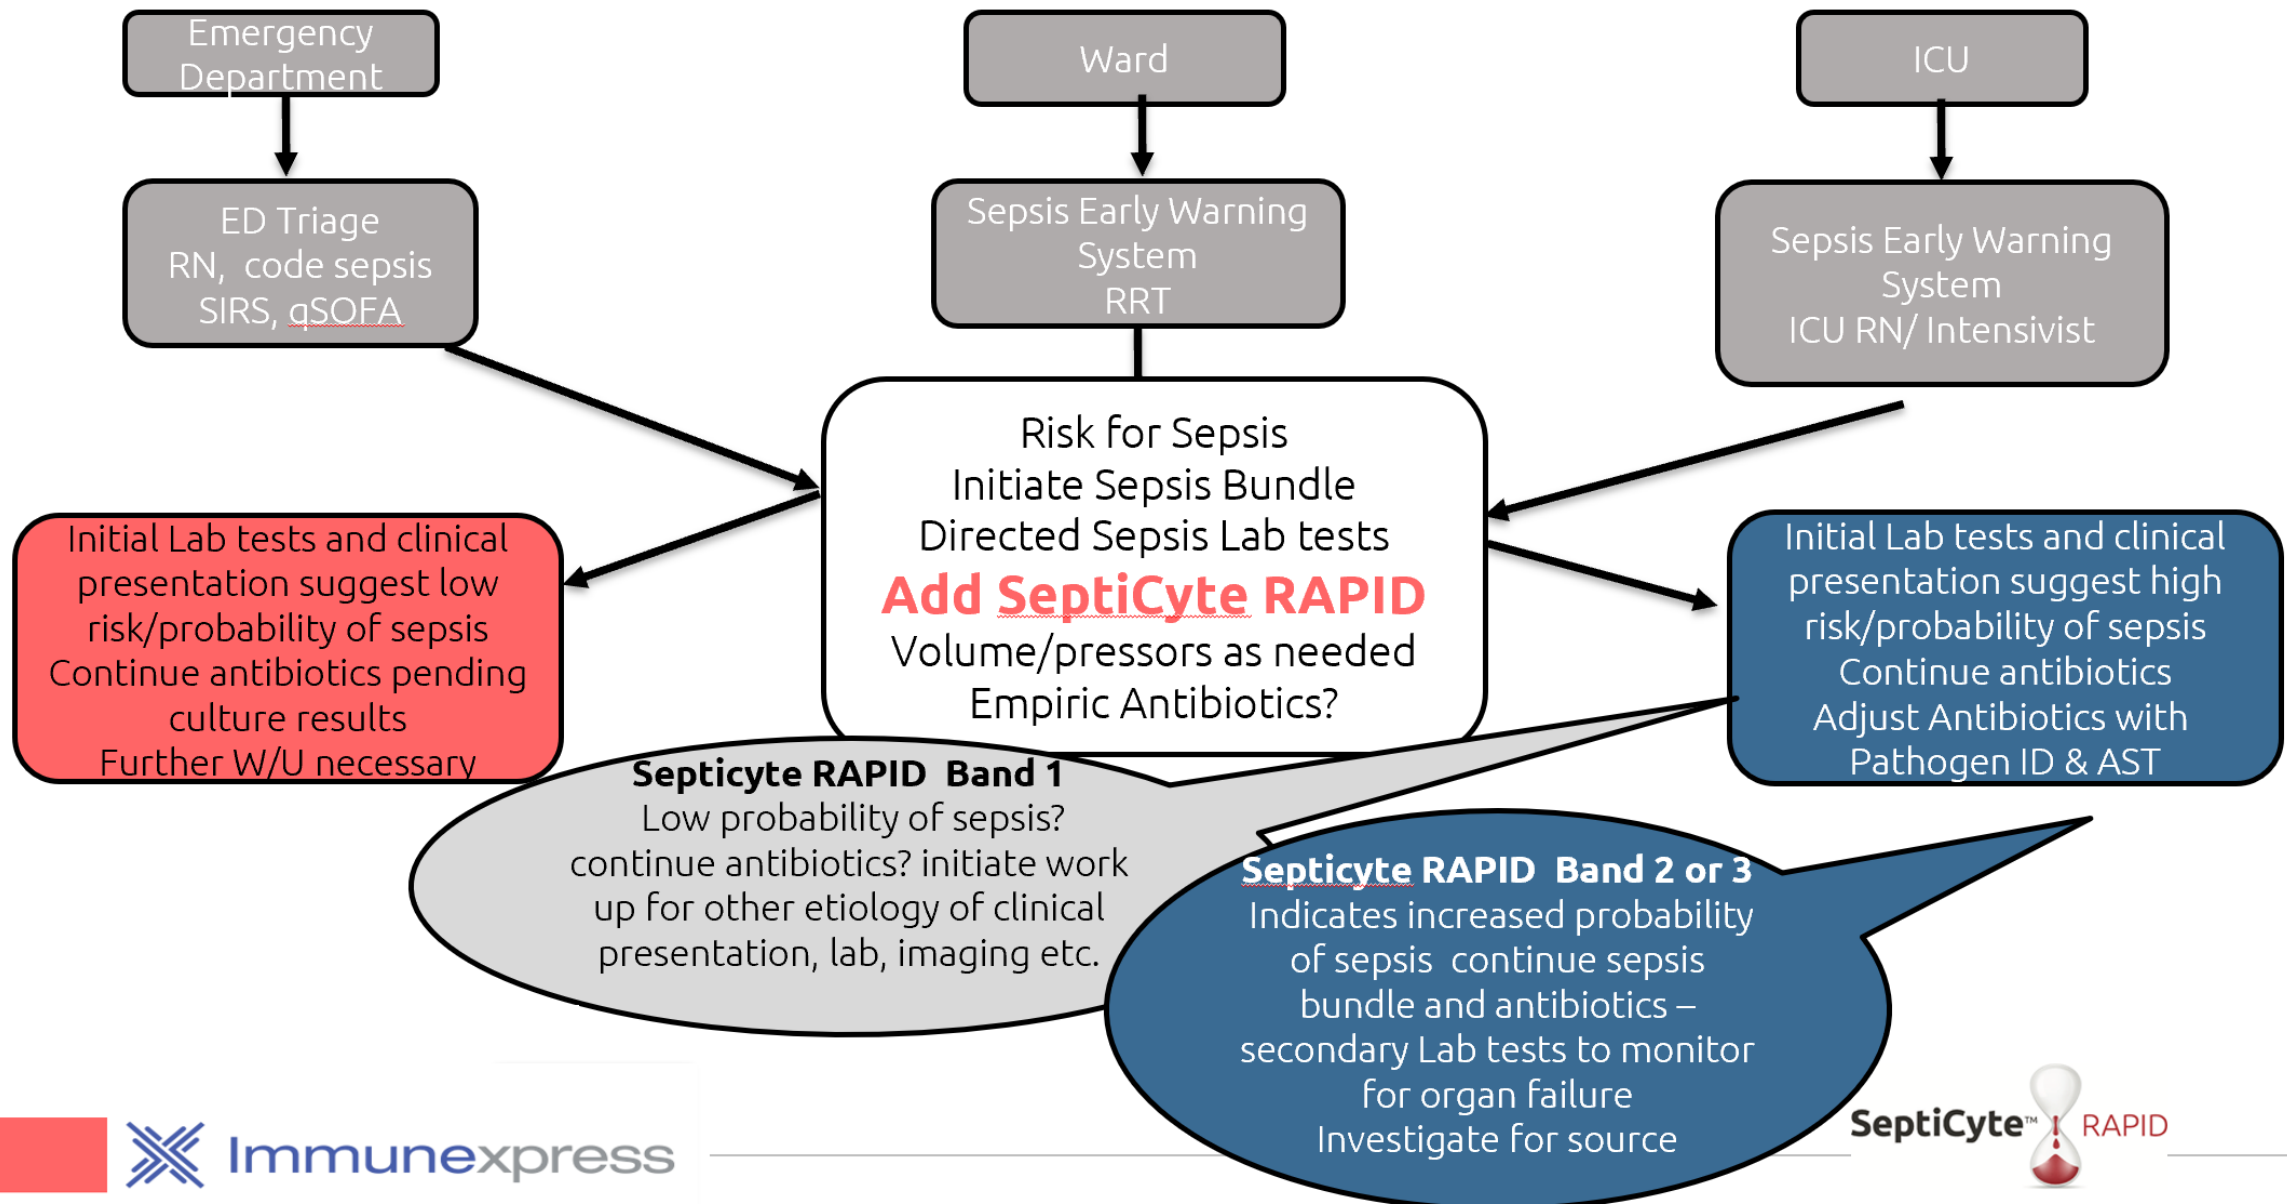 Emergency
Department
Ward
ICU
ED Triage
RN, code sepsis
SIRS, qSOFA
Sepsis Early Warning
System
RRT
Sepsis Early Warning
System
ICU RN/ Intensivist
Risk for Sepsis
Initiate Sepsis Bundle
Directed Sepsis Lab tests
Add SeptiCyte RAPID
Volume/pressors as needed
Empiric Antibiotics?
Initial Lab tests and clinical
presentation suggest low
risk/probability of sepsis
Continue antibiotics pending
culture results
Further W/U necessary
Initial Lab tests and clinical
presentation suggest high
risk/probability of sepsis
Continue antibiotics
Adjust Antibiotics with
Pathogen ID & AST
Septicyte RAPID Band 1
Low probability of sepsis?
continue antibiotics? initiate work
up for other etiology of clinical
presentation, lab, imaging etc.
Septicyte RAPID Band 2 or 3
Indicates increased probability
of sepsis continue sepsis
bundle and antibiotics –
secondary Lab tests to monitor
for organ failure
Investigate for source
Immunexpress
SeptiCyte™ RAPID